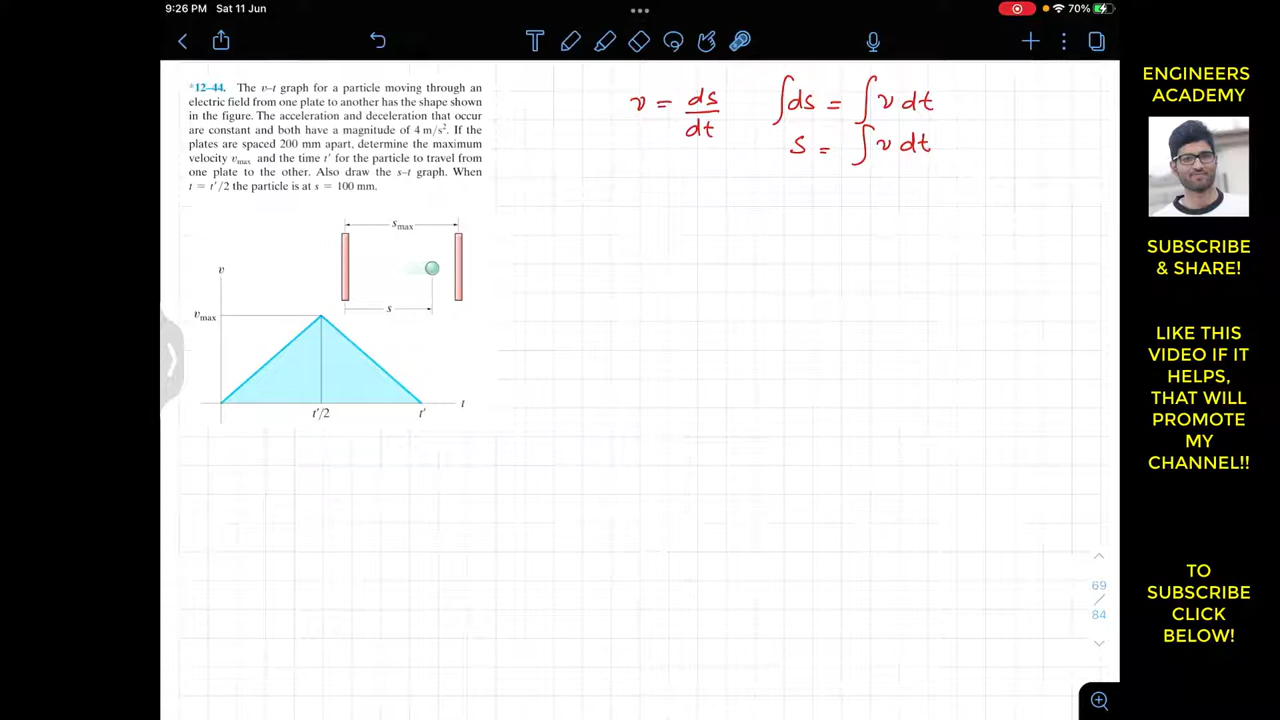 9:26 PM Sat 11 Jun
70%
*12–44. The v–t graph for a particle moving through an
electric field from one plate to another has the shape shown
in the figure. The acceleration and deceleration that occur
are constant and both have a magnitude of 4 m/s². If the
plates are spaced 200 mm apart, determine the maximum
velocity vmax and the time t′ for the particle to travel from
one plate to the other. Also draw the s–t graph. When
t = t′/2 the particle is at s = 100 mm.
v = ds/dt ∫ds = ∫v dt
s = ∫v dt
smax
s
v
vmax
t′/2
t′
t
69
/
84
ENGINEERS
ACADEMY
SUBSCRIBE
& SHARE!
LIKE THIS
VIDEO IF IT
HELPS,
THAT WILL
PROMOTE
MY
CHANNEL!!
TO
SUBSCRIBE
CLICK
BELOW!